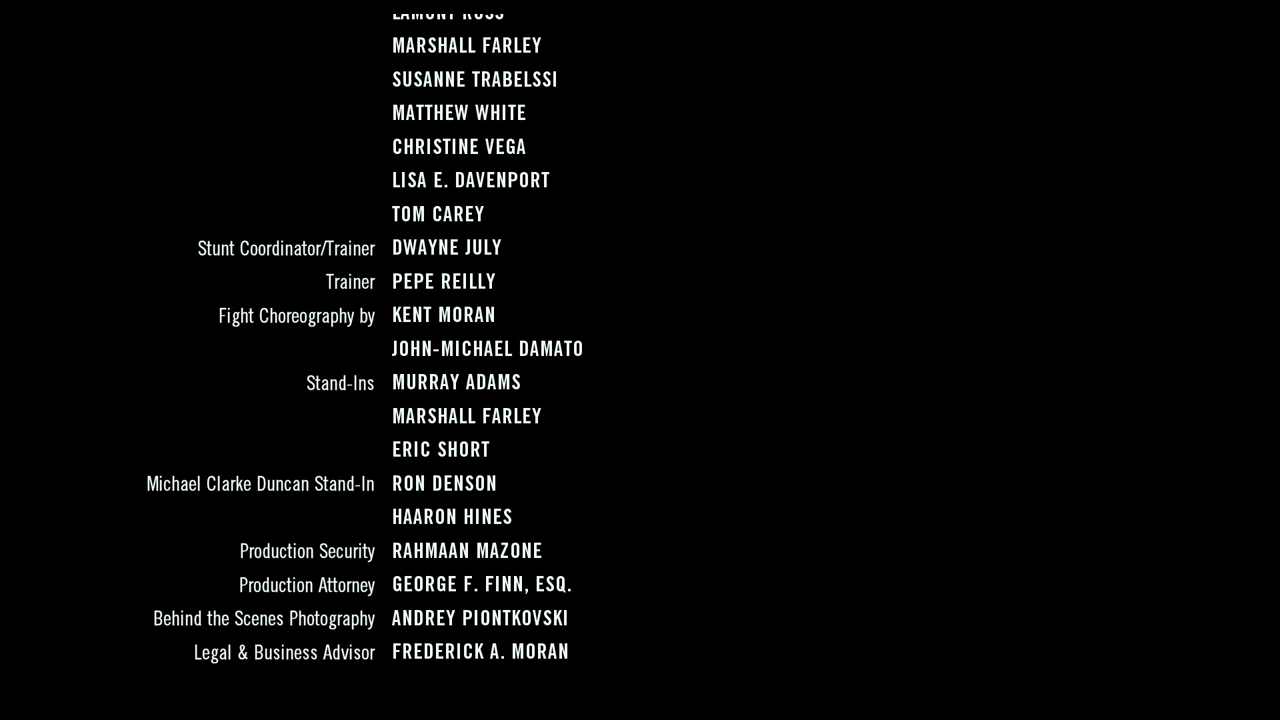 MARSHALL FARLEY
SUSANNE TRABELSSI
MATTHEW WHITE
CHRISTINE VEGA
LISA E. DAVENPORT
TOM CAREY
Stunt Coordinator/Trainer DWAYNE JULY
Trainer PEPE REILLY
Fight Choreography by KENT MORAN
JOHN-MICHAEL DAMATO
Stand-Ins MURRAY ADAMS
MARSHALL FARLEY
ERIC SHORT
Michael Clarke Duncan Stand-In RON DENSON
HAARON HINES
Production Security RAHMAAN MAZONE
Production Attorney GEORGE F. FINN, ESQ.
Behind the Scenes Photography ANDREY PIONTKOVSKI
Legal & Business Advisor FREDERICK A. MORAN